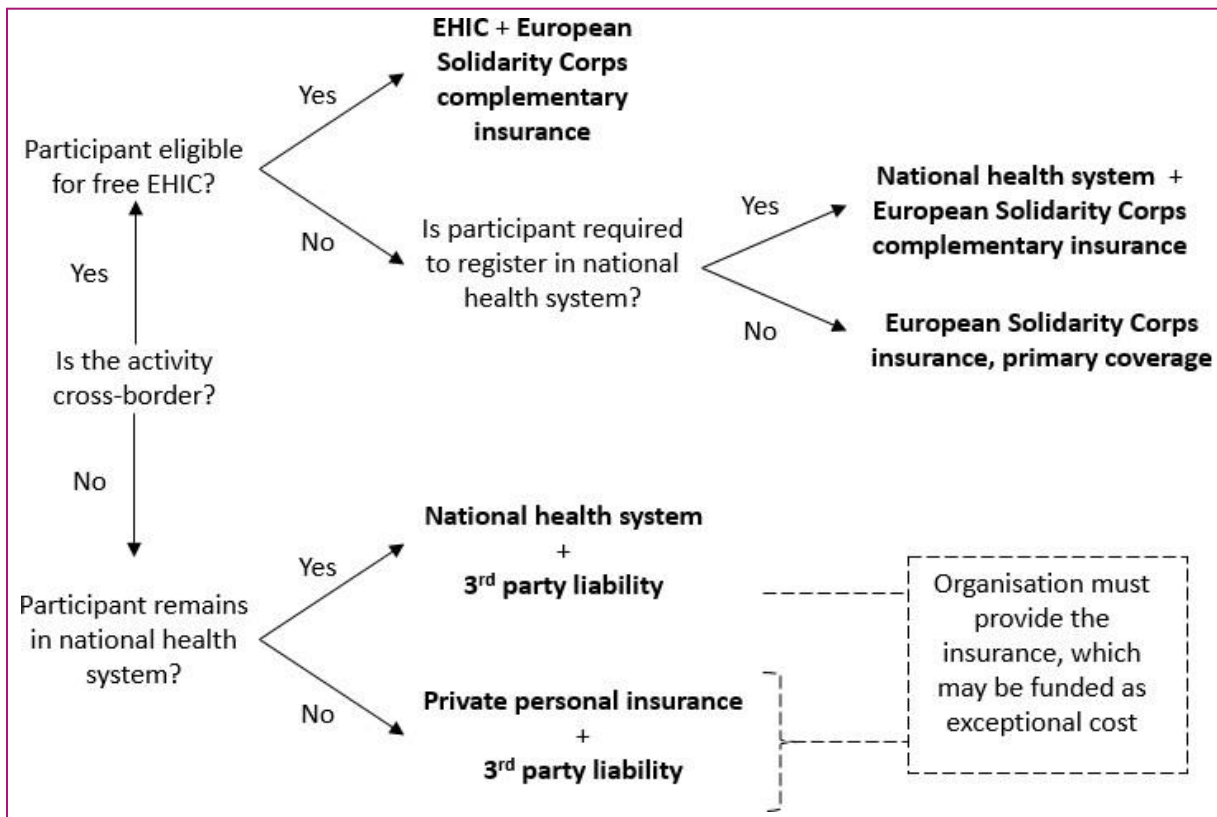 EHIC + European
Solidarity Corps
complementary
insurance
Yes
Participant eligible
for free EHIC?
No
Is participant required
to register in national
health system?
Yes
National health system +
European Solidarity Corps
complementary insurance
No
European Solidarity Corps
insurance, primary coverage
Yes
Is the activity
cross-border?
No
Participant remains
in national health
system?
Yes
National health system
+
3rd party liability
No
Private personal insurance
+
3rd party liability
Organisation must
provide the
insurance, which
may be funded as
exceptional cost